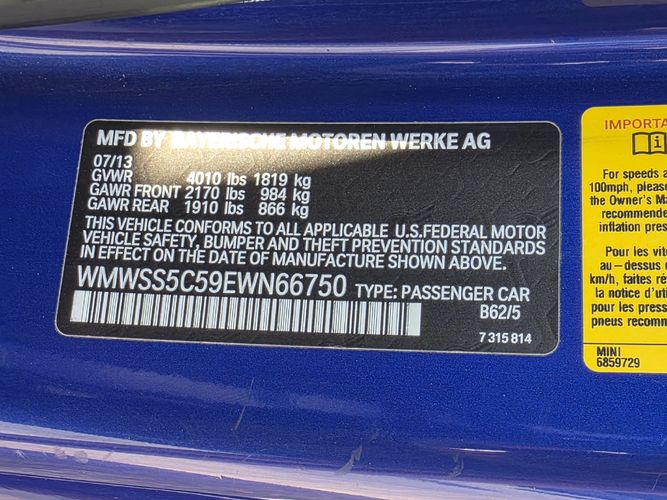 MFD BY BAYERISCHE MOTOREN WERKE AG
07/13
GVWR 4010 lbs 1819 kg
GAWR FRONT 2170 lbs 984 kg
GAWR REAR 1910 lbs 866 kg
THIS VEHICLE CONFORMS TO ALL APPLICABLE U.S.FEDERAL MOTOR
VEHICLE SAFETY, BUMPER AND THEFT PREVENTION STANDARDS
IN EFFECT ON THE DATE OF MANUFACTURE SHOWN ABOVE.
WMWSS5C59EWN66750 TYPE: PASSENGER CAR
B62/5
7 315 814
IMPORTA
For speeds a
100mph, please
the Owner's Ma
recommende
inflation pres
Pour les vit
au-dessus de
km/h, faites ré
la notice d'util
pour les press
pneus recomm
MINI
6859729